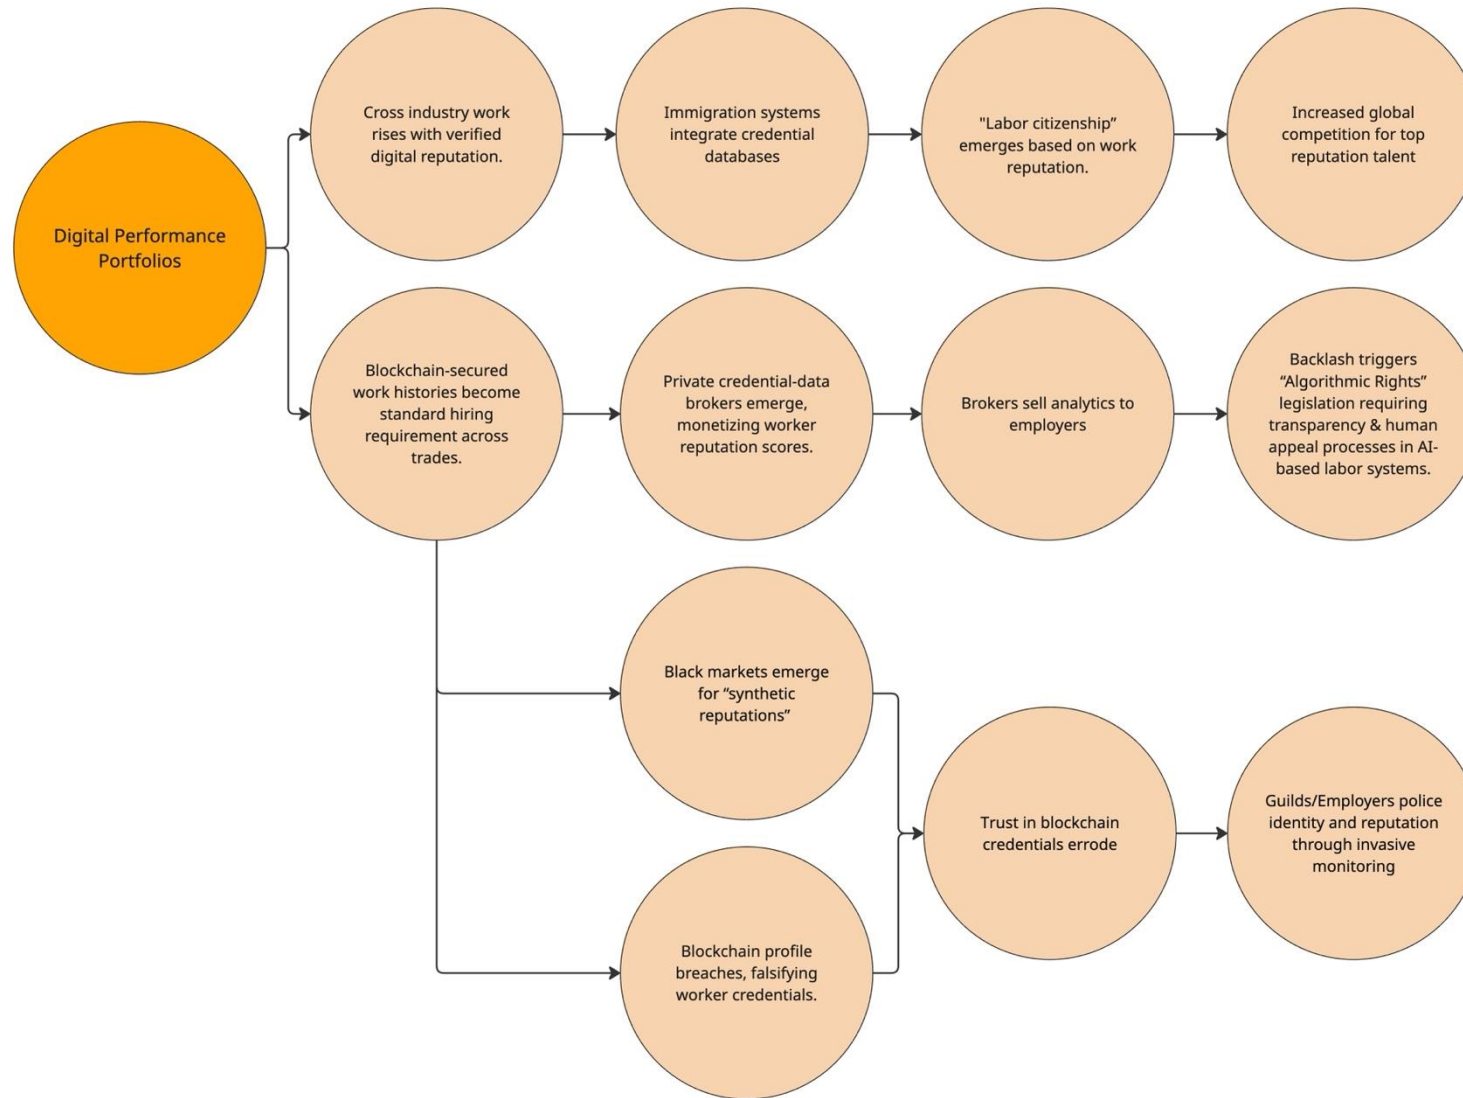 Digital Performance
Portfolios
Cross industry work
rises with verified
digital reputation.
Immigration systems
integrate credential
databases
"Labor citizenship”
emerges based on work
reputation.
Increased global
competition for top
reputation talent
Blockchain-secured
work histories become
standard hiring
requirement across
trades.
Private credential-data
brokers emerge,
monetizing worker
reputation scores.
Brokers sell analytics to
employers
Backlash triggers
“Algorithmic Rights”
legislation requiring
transparency & human
appeal processes in AI-
based labor systems.
Black markets emerge
for “synthetic
reputations”
Blockchain profile
breaches, falsifying
worker credentials.
Trust in blockchain
credentials errode
Guilds/Employers police
identity and reputation
through invasive
monitoring